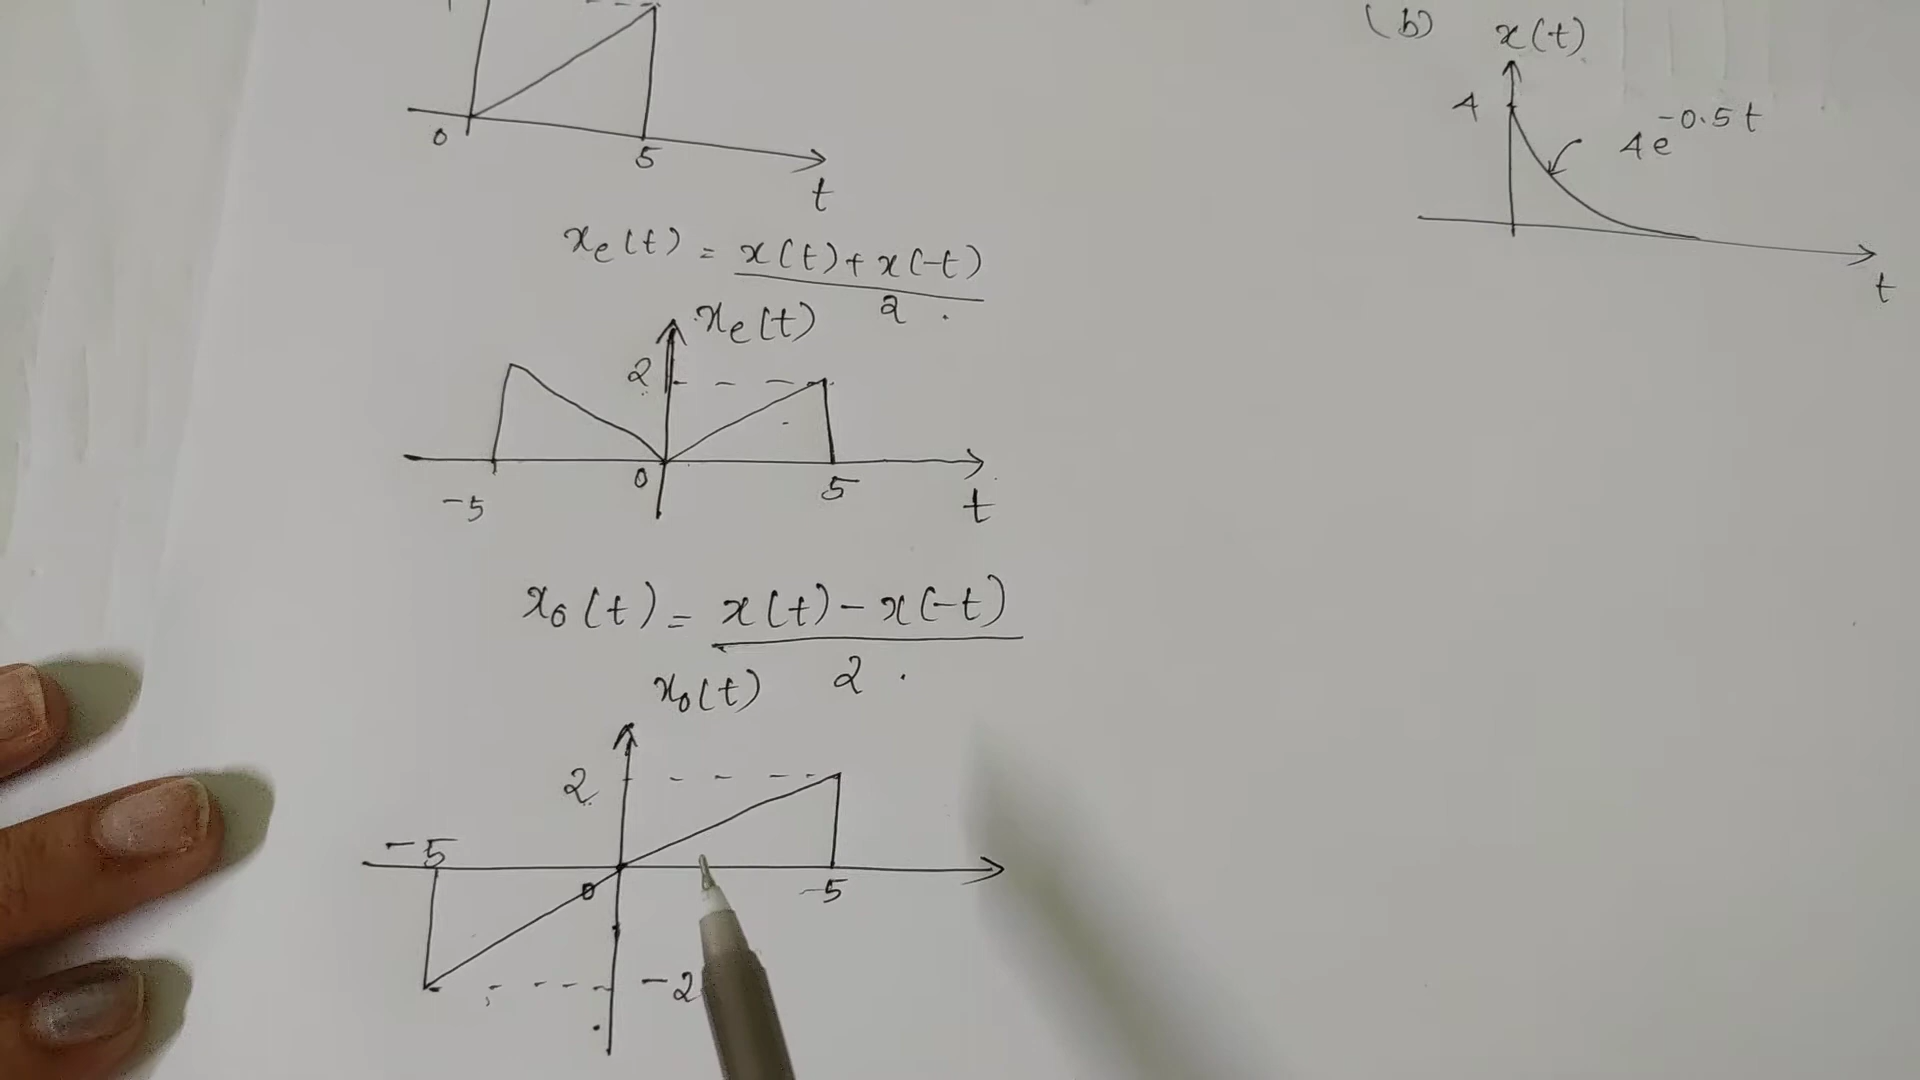 0
5
t
x_e(t) = x(t)+x(-t)
2
x_e(t)
2
-5
0
5
t
x_o(t) = x(t)-x(-t)
2
x_o(t)
2
-5
0
-5
-2
(b)
x(t)
4
4e^-0.5t
t